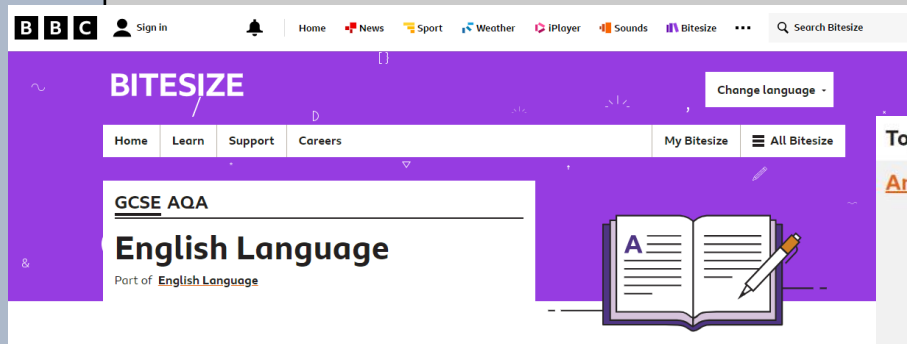 BBC Sign in Home News Sport Weather iPlayer Sounds Bitesize Search Bitesize
BITESIZE
Change language
Home Learn Support Careers My Bitesize All Bitesize
GCSE AQA
English Language
Part of English Language
A